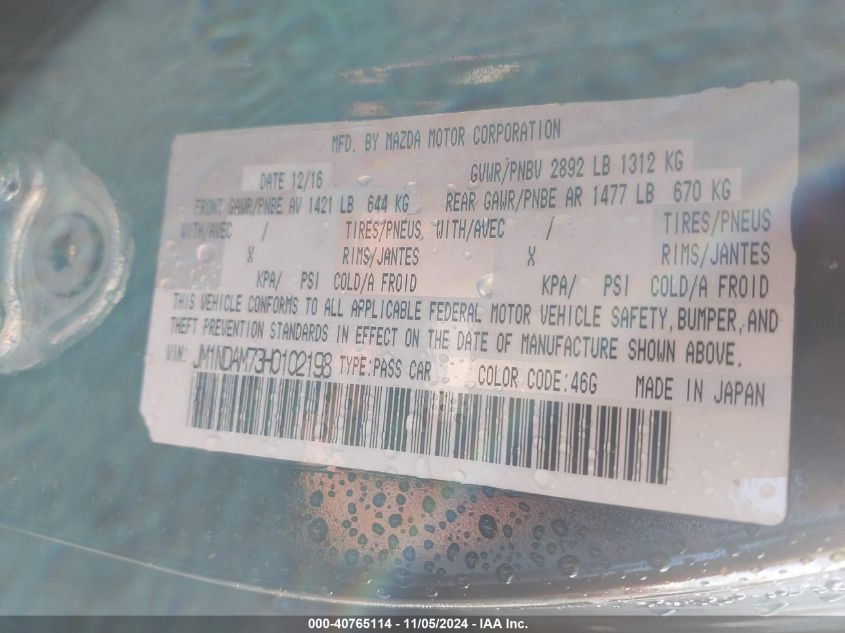 MFD. BY MAZDA MOTOR CORPORATION
DATE 12/16 GVWR/PNBV 2892 LB 1312 KG
FRONT GAWR/PNBE AV 1421 LB 644 KG REAR GAWR/PNBE AR 1477 LB 670 KG
WITH/AVEC / TIRES/PNEUS WITH/AVEC / TIRES/PNEUS
X RIMS/JANTES X RIMS/JANTES
KPA/ PSI COLD/A FROID KPA/ PSI COLD/A FROID
THIS VEHICLE CONFORMS TO ALL APPLICABLE FEDERAL MOTOR VEHICLE SAFETY, BUMPER, AND
THEFT PREVENTION STANDARDS IN EFFECT ON THE DATE OF MANUFACTURE SHOWN ABOVE.
VIN: JM1NDAM73H0102198 TYPE:PASS CAR COLOR CODE:46G MADE IN JAPAN
000-40765114 - 11/05/2024 - IAA Inc.